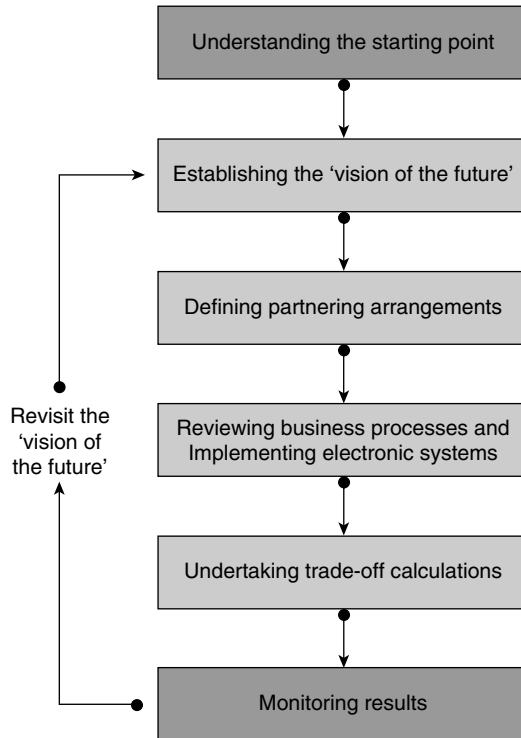 Understanding the starting point
Establishing the ‘vision of the future’
Defining partnering arrangements
Reviewing business processes and
Implementing electronic systems
Undertaking trade-off calculations
Monitoring results
Revisit the
‘vision of
the future’